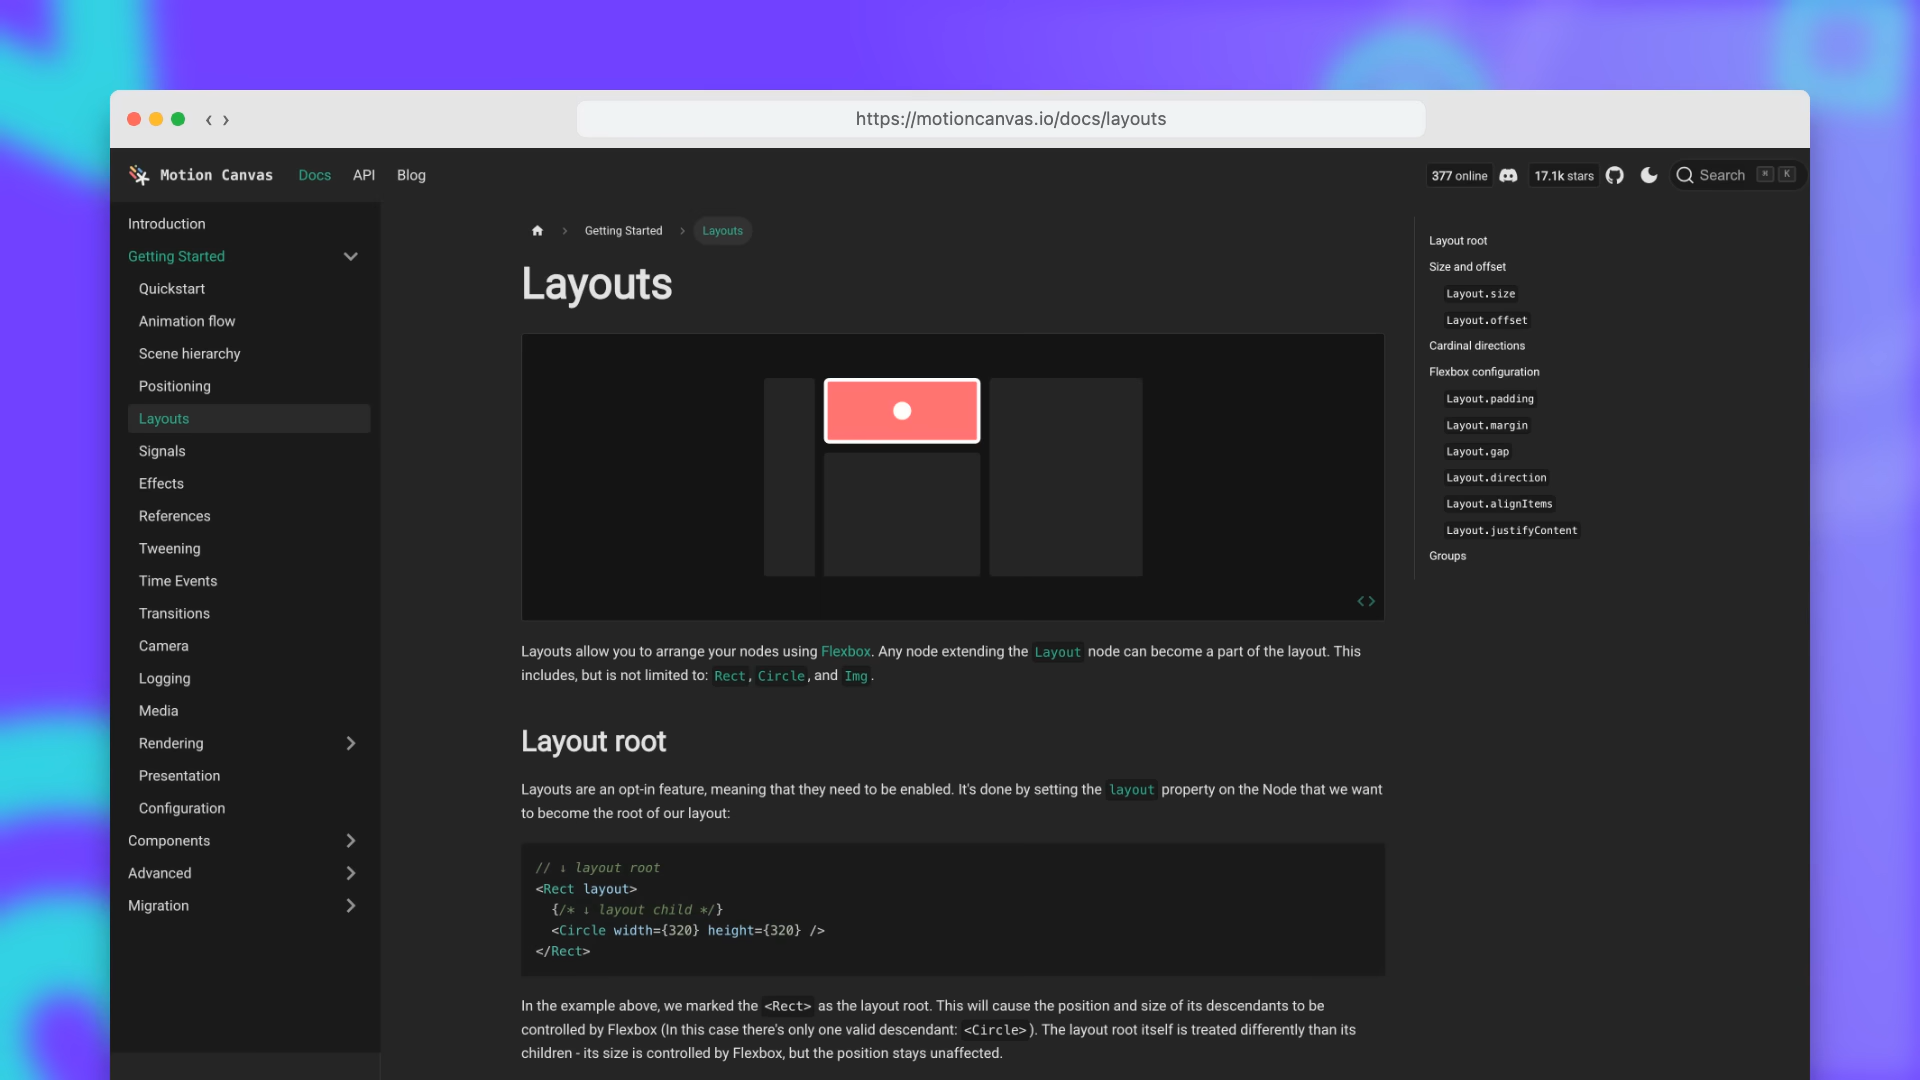 https://motioncanvas.io/docs/layouts
Motion Canvas Docs API Blog
377 online 17.1k stars Search ⌘ K
Introduction
Getting Started
Quickstart
Animation flow
Scene hierarchy
Positioning
Layouts
Signals
Effects
References
Tweening
Time Events
Transitions
Camera
Logging
Media
Rendering
Presentation
Configuration
Components
Advanced
Migration
Getting Started Layouts
Layouts
Layouts allow you to arrange your nodes using Flexbox. Any node extending the Layout node can become a part of the layout. This
includes, but is not limited to: Rect, Circle, and Img.
Layout root
Layouts are an opt-in feature, meaning that they need to be enabled. It's done by setting the layout property on the Node that we want
to become the root of our layout:
// ↓ layout root
<Rect layout>
{/* ↓ layout child */}
<Circle width={320} height={320} />
</Rect>
In the example above, we marked the <Rect> as the layout root. This will cause the position and size of its descendants to be
controlled by Flexbox (In this case there's only one valid descendant: <Circle>). The layout root itself is treated differently than its
children - its size is controlled by Flexbox, but the position stays unaffected.
Layout root
Size and offset
Layout.size
Layout.offset
Cardinal directions
Flexbox configuration
Layout.padding
Layout.margin
Layout.gap
Layout.direction
Layout.alignItems
Layout.justifyContent
Groups